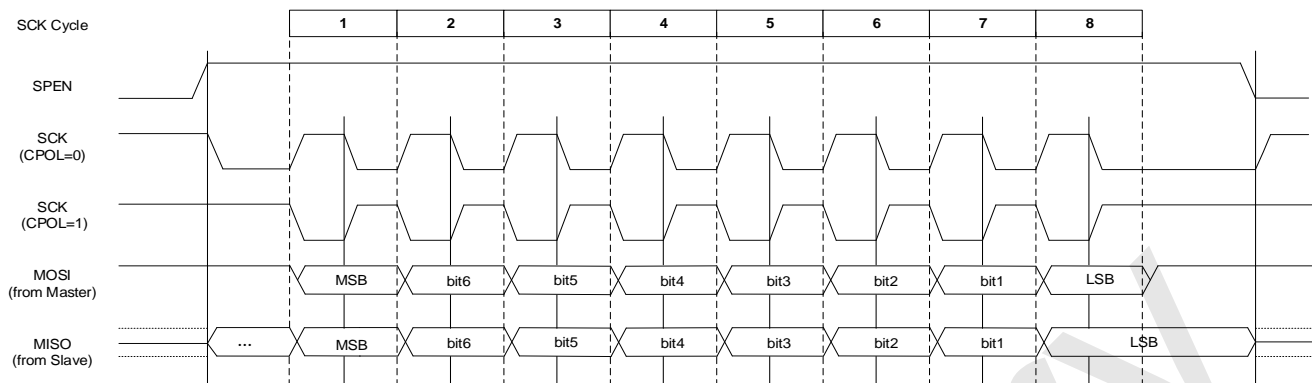 SCK Cycle 1 2 3 4 5 6 7 8
SPEN
SCK
(CPOL=0)
SCK
(CPOL=1)
MOSI
(from Master)
MSB bit6 bit5 bit4 bit3 bit2 bit1 LSB
MISO
(from Slave)
... MSB bit6 bit5 bit4 bit3 bit2 bit1 LSB